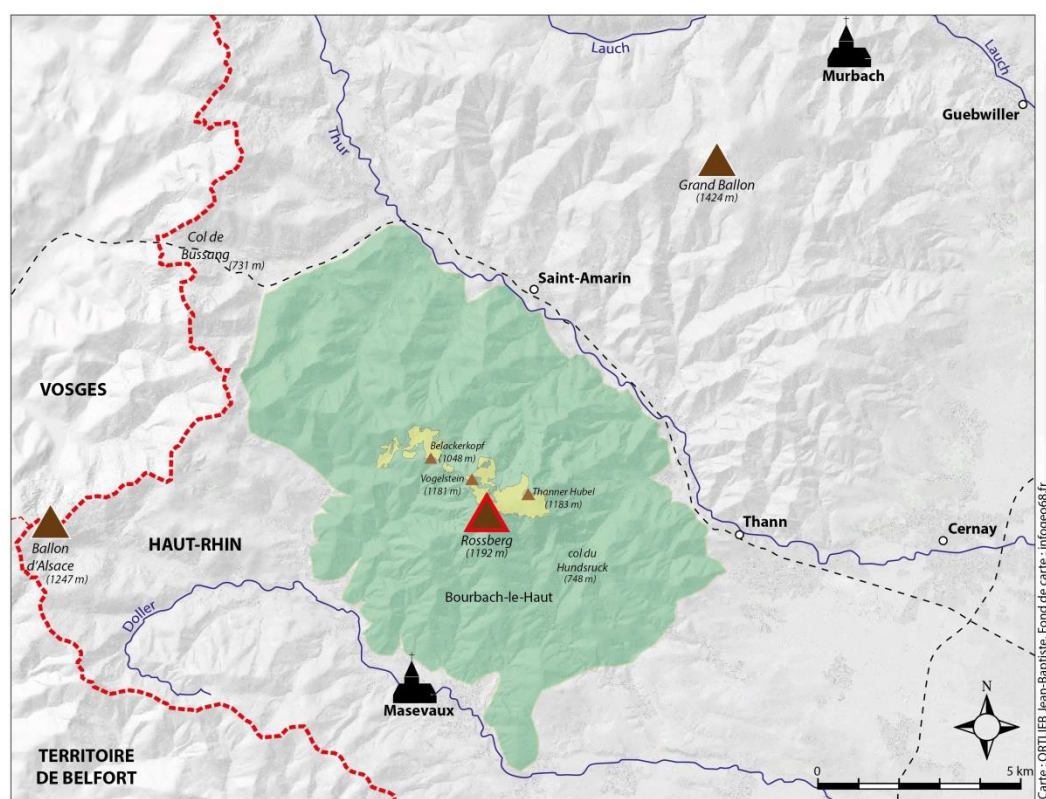 Lauch
Murbach
Lauch
Guebwiller
Thur
Grand Ballon
(1424 m)
Col de
Bussang
(731 m)
Saint-Amarin
VOSGES
Belackerkopf
(1048 m)
Vogelstein
(1181 m)
Thanner Hubel
(1183 m)
Rossberg
(1192 m)
Thann
Cernay
Ballon
d'Alsace
(1247 m)
HAUT-RHIN
col du
Hundsruck
(748 m)
Bourbach-le-Haut
Doller
Masevaux
N
TERRITOIRE
DE BELFORT
0
5 km
Carte : ORTLIEB Jean-Baptiste. Fond de carte : infogeo68.fr